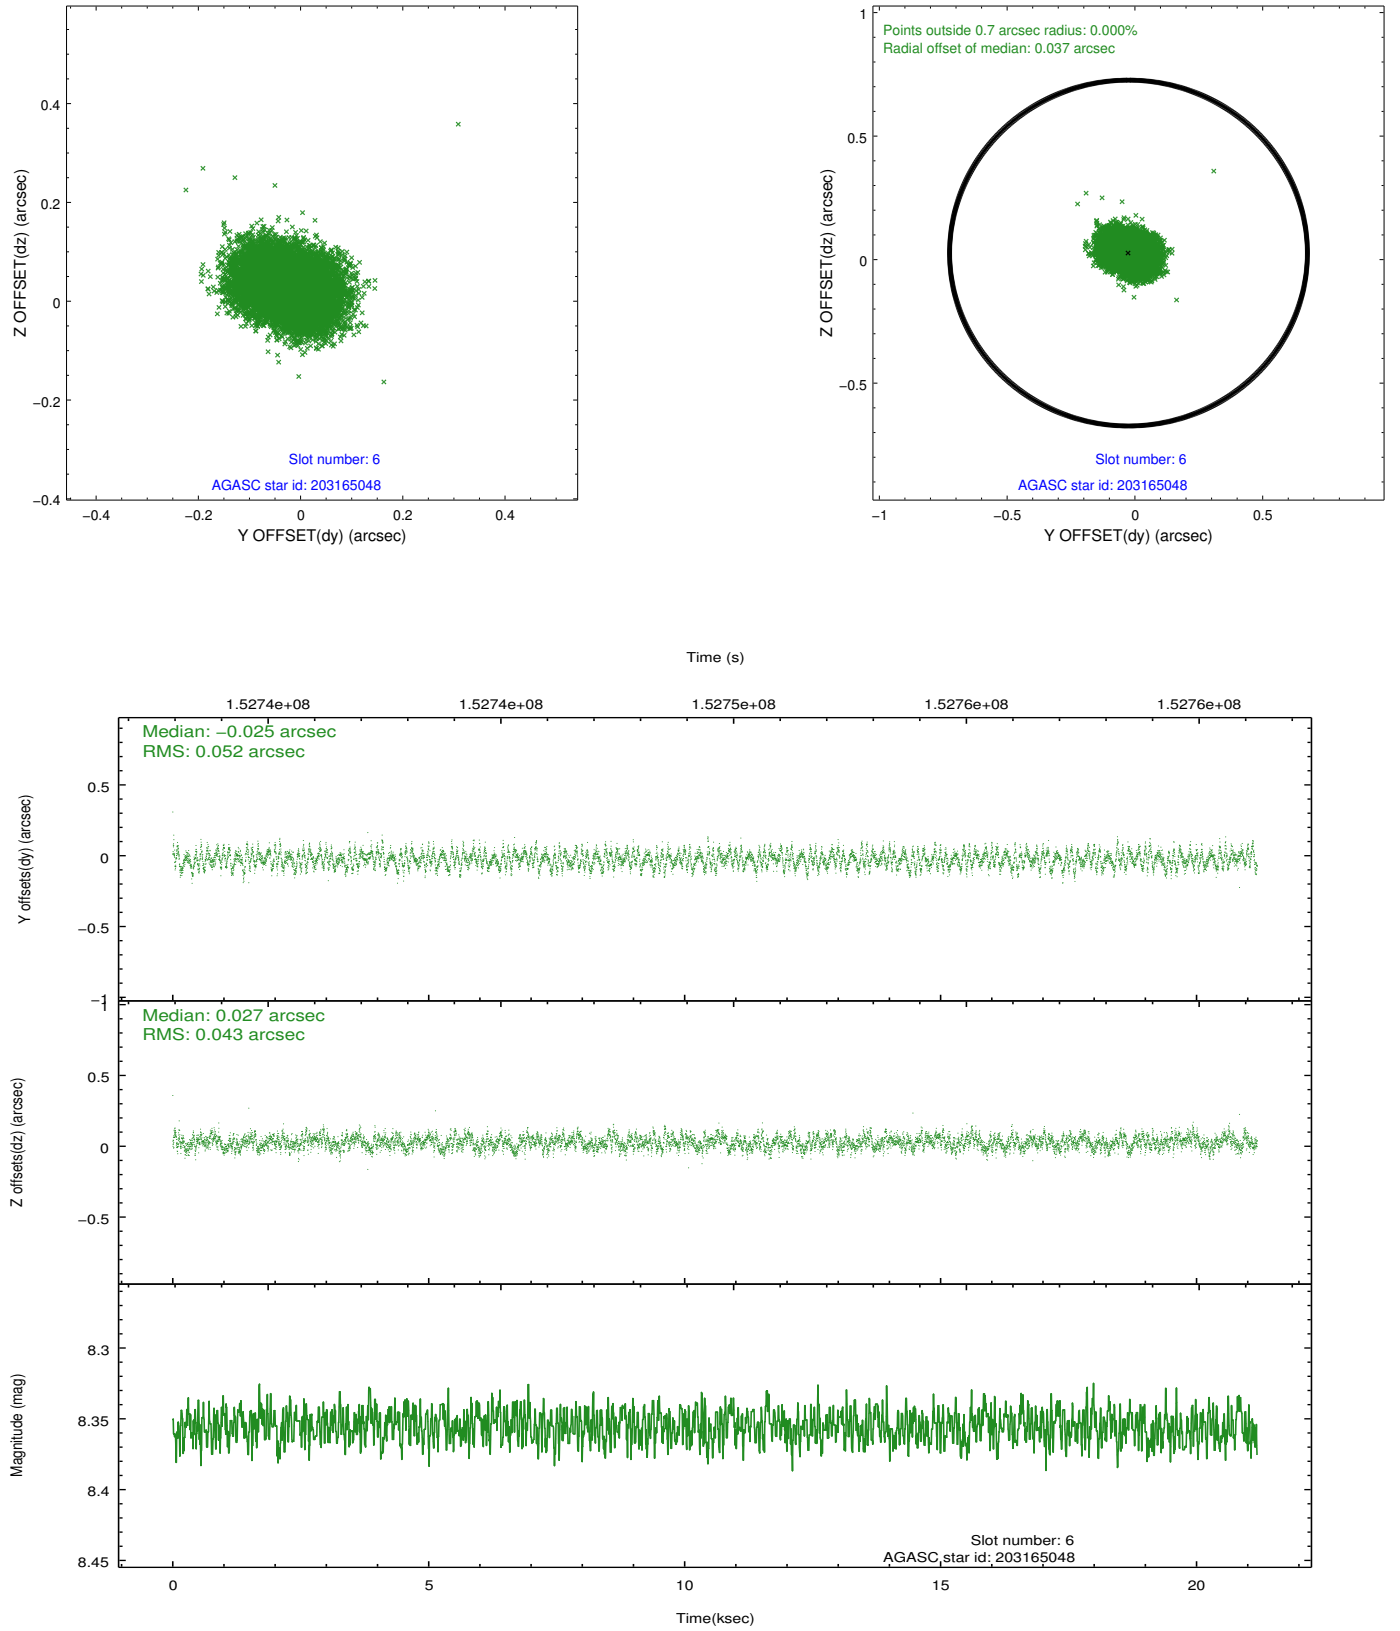 0.4
0.2
0
−0.2
−0.4
Z OFFSET(dz) (arcsec)
Slot number: 6
AGASC star id: 203165048
−0.4 −0.2 0 0.2 0.4
Y OFFSET(dy) (arcsec)
1
0.5
0
−0.5
Z OFFSET(dz) (arcsec)
Points outside 0.7 arcsec radius: 0.000%
Radial offset of median: 0.037 arcsec
Slot number: 6
AGASC star id: 203165048
−1 −0.5 0 0.5
Y OFFSET(dy) (arcsec)
Time (s)
1.5274e+08 1.5274e+08 1.5275e+08 1.5276e+08 1.5276e+08
Median: −0.025 arcsec
RMS: 0.052 arcsec
0.5
0
−0.5
−1
Y offsets(dy) (arcsec)
1
Median: 0.027 arcsec
RMS: 0.043 arcsec
0.5
0
−0.5
Z offsets(dz) (arcsec)
8.3
8.35
8.4
8.45
Magnitude (mag)
Slot number: 6
AGASC star id: 203165048
0 5 10 15 20
Time(ksec)